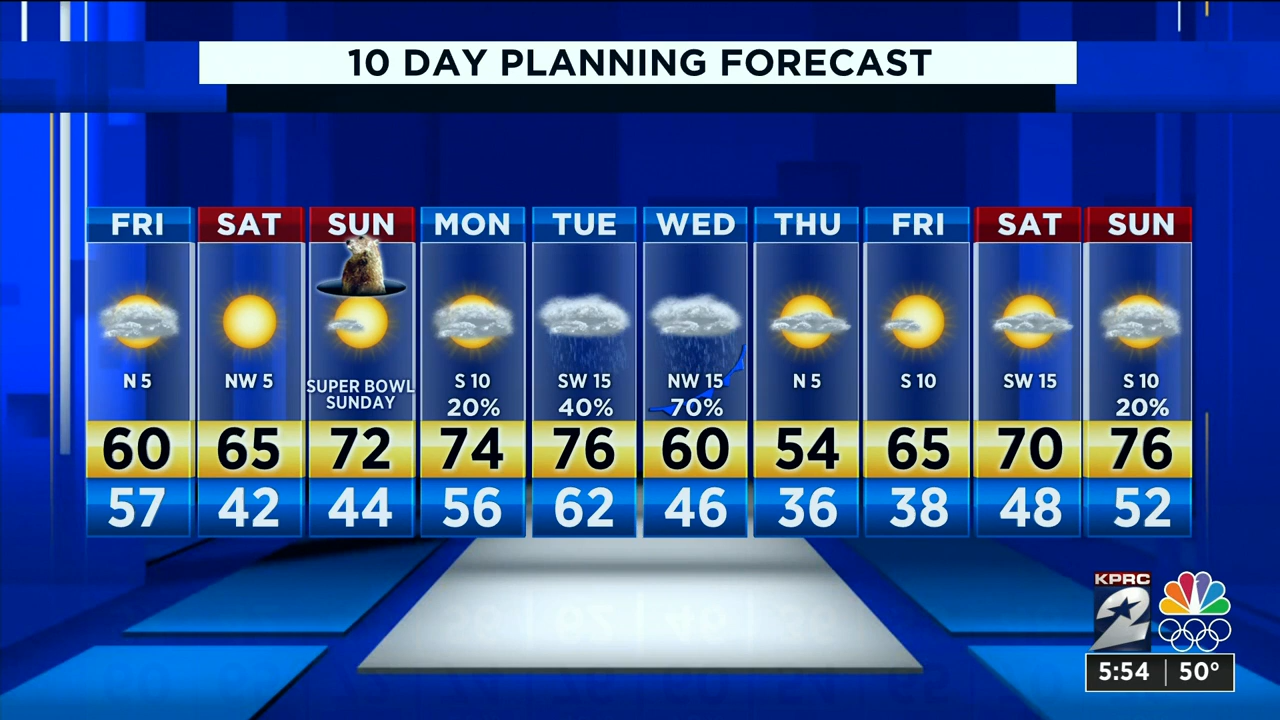 10 DAY PLANNING FORECAST
FRI SAT SUN MON TUE WED THU FRI SAT SUN
N 5 NW 5 SUPER BOWL SUNDAY S 10 SW 15 NW 15 N 5 S 10 SW 15 S 10
20% 40% 70% 20%
60 65 72 74 76 60 54 65 70 76
57 42 44 56 62 46 36 38 48 52
KPRC
2
5:54 50°